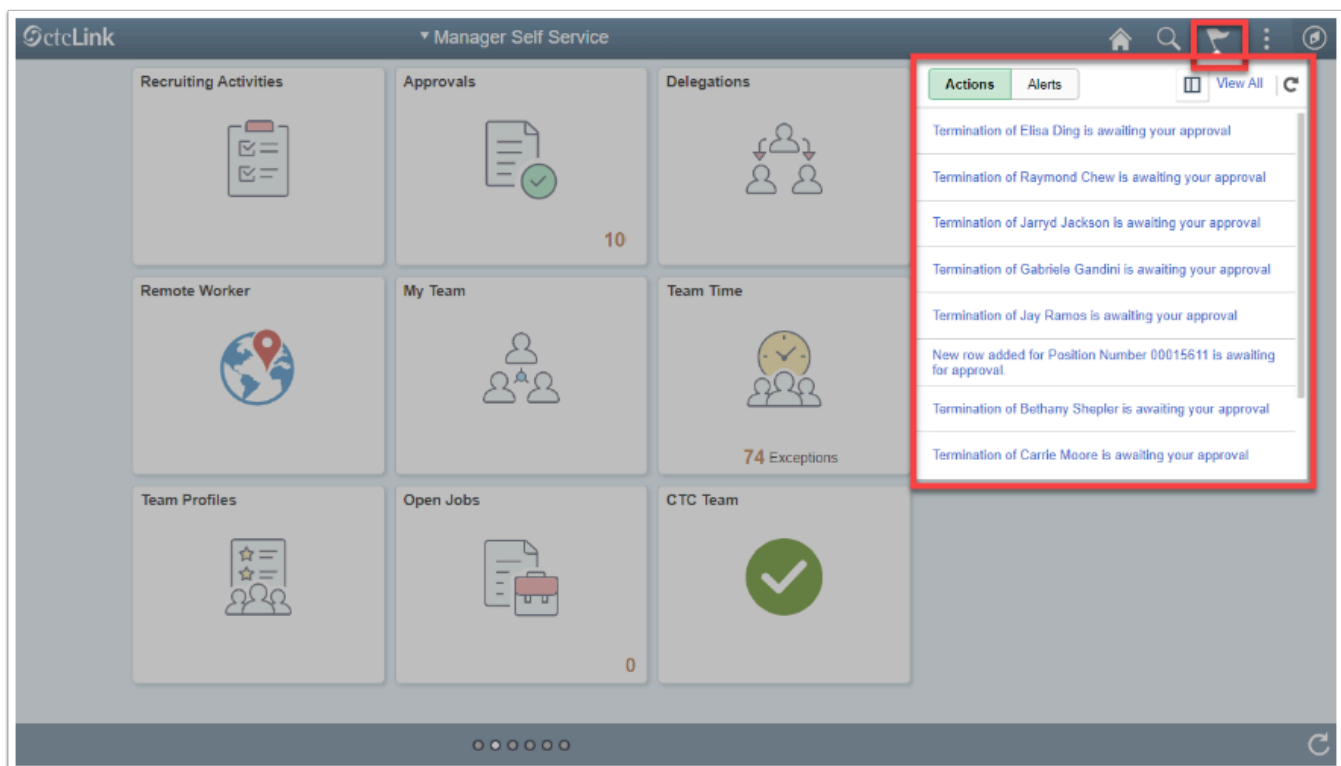 ctcLink
Manager Self Service
Recruiting Activities
Approvals
10
Delegations
Actions
Alerts
View All
Termination of Elisa Ding is awaiting your approval
Termination of Raymond Chew is awaiting your approval
Termination of Jarryd Jackson is awaiting your approval
Termination of Gabriele Gandini is awaiting your approval
Termination of Jay Ramos is awaiting your approval
New row added for Position Number 00015611 is awaiting
for approval.
Termination of Bethany Shepler is awaiting your approval
Termination of Carrie Moore is awaiting your approval
Remote Worker
My Team
Team Time
74 Exceptions
Team Profiles
Open Jobs
0
CTC Team